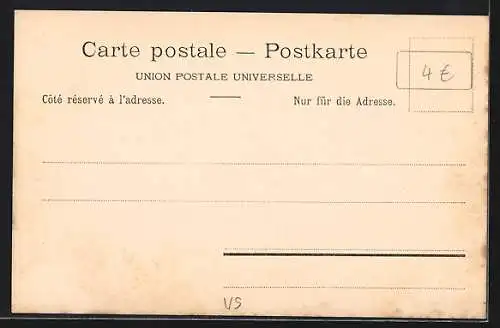 Carte postale — Postkarte
UNION POSTALE UNIVERSELLE
4 €
Côté réservé à l'adresse.
Nur für die Adresse.
VS